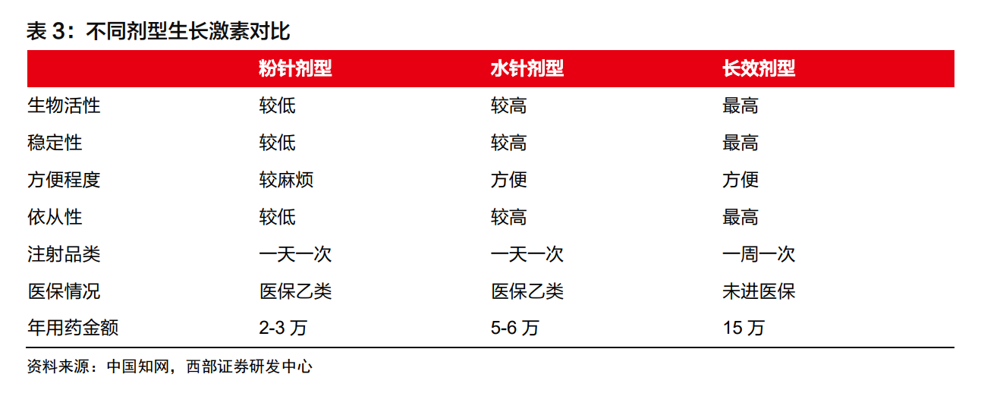 表 3：不同剂型生长激素对比
粉针剂型 水针剂型 长效剂型
生物活性 较低 较高 最高
稳定性 较低 较高 最高
方便程度 较麻烦 方便 方便
依从性 较低 较高 最高
注射品类 一天一次 一天一次 一周一次
医保情况 医保乙类 医保乙类 未进医保
年用药金额 2-3 万 5-6 万 15 万
资料来源：中国知网，西部证券研发中心